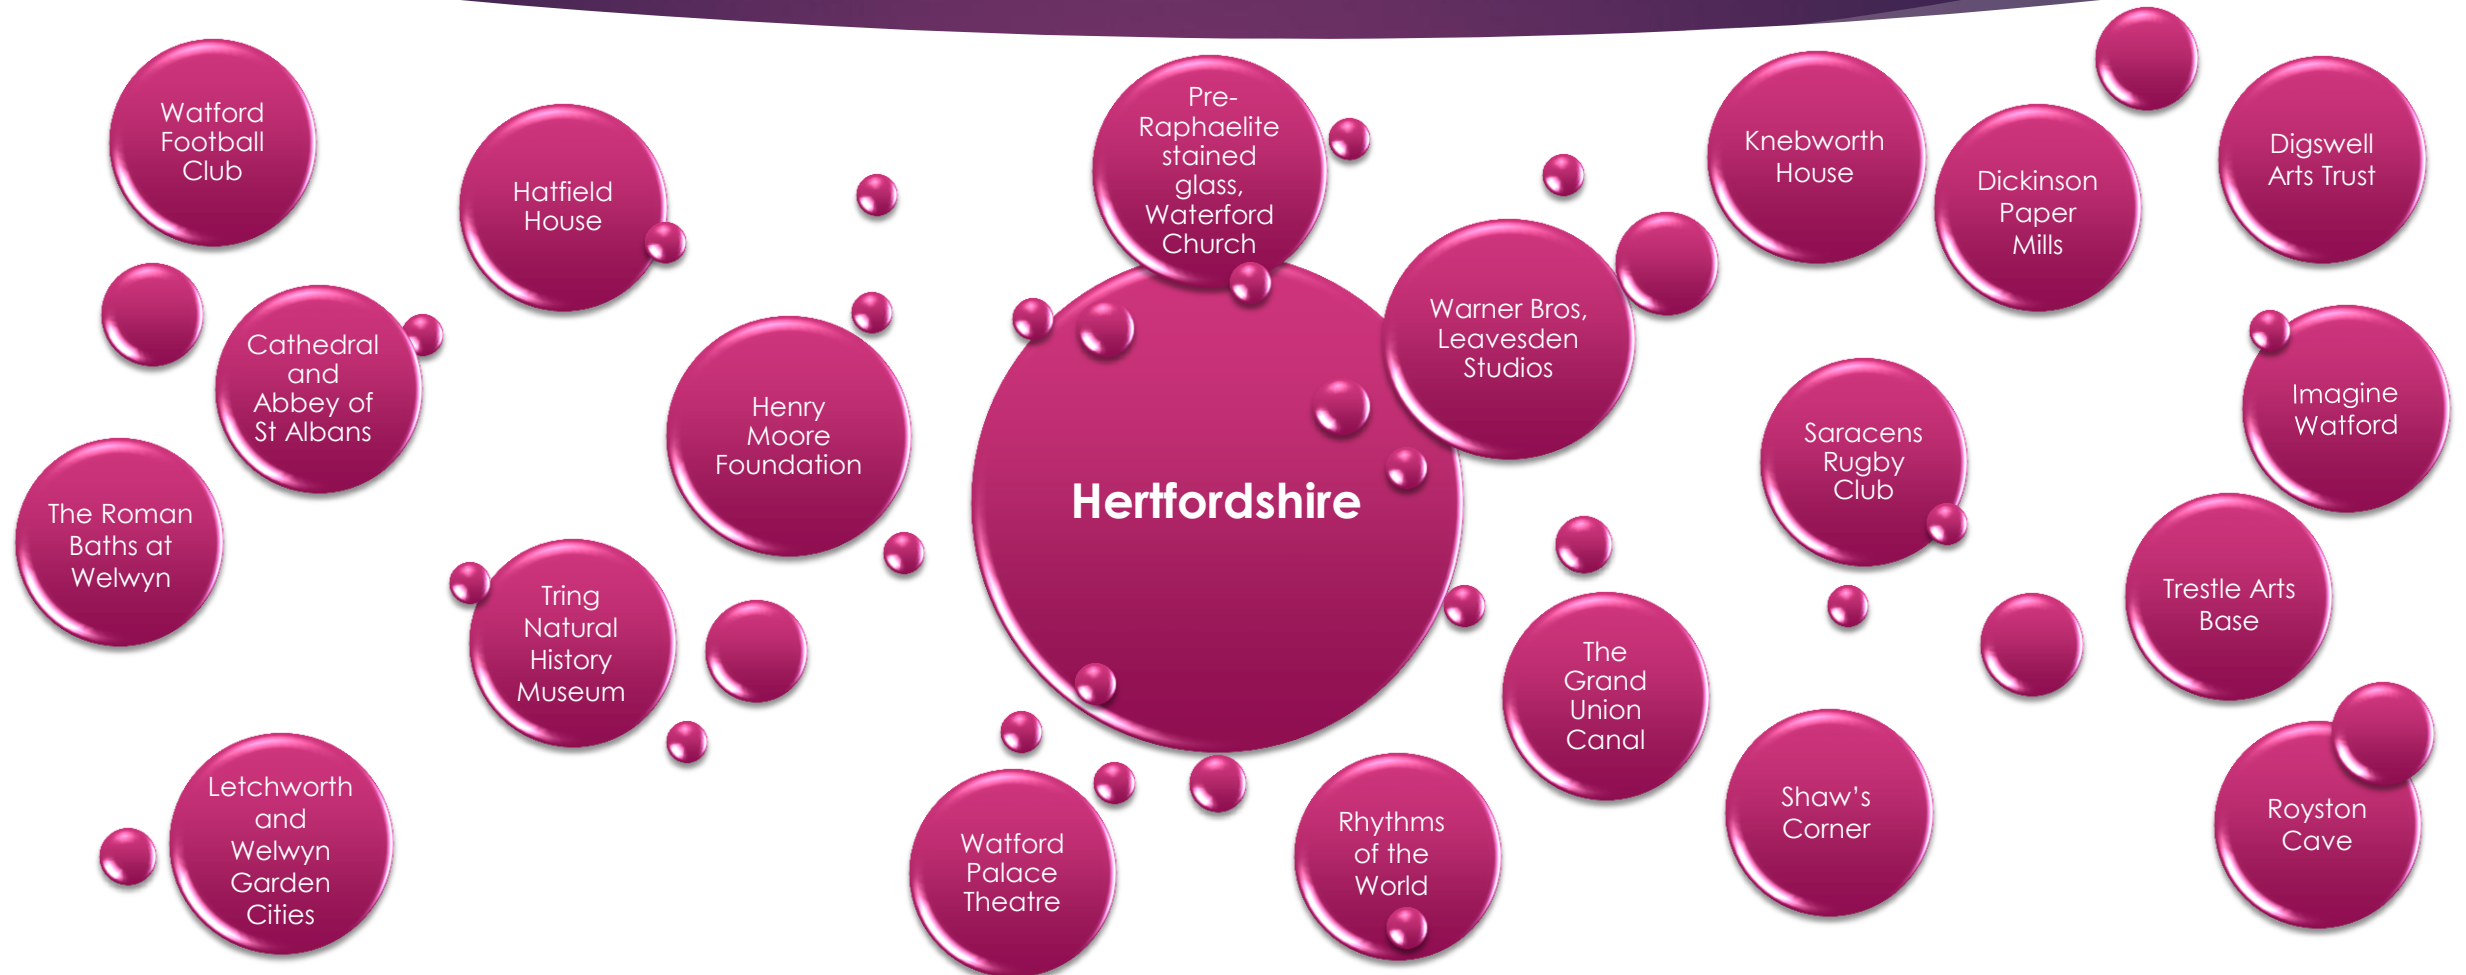 Watford
Football
Club
Hatfield
House
Pre-
Raphaelite
stained
glass,
Waterford
Church
Knebworth
House
Dickinson
Paper
Mills
Digswell
Arts Trust
Cathedral
and
Abbey of
St Albans
Henry
Moore
Foundation
Warner Bros,
Leavesden
Studios
Saracens
Rugby
Club
Imagine
Watford
The Roman
Baths at
Welwyn
Hertfordshire
Tring
Natural
History
Museum
The
Grand
Union
Canal
Trestle Arts
Base
Letchworth
and
Welwyn
Garden
Cities
Watford
Palace
Theatre
Rhythms
of the
World
Shaw’s
Corner
Royston
Cave